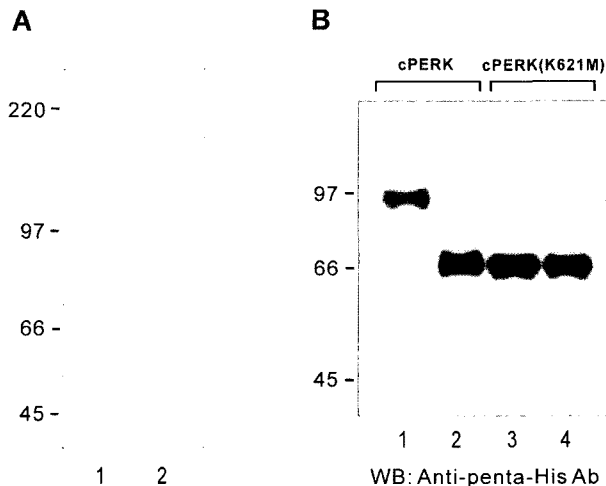 A
220 -
97 -
66 -
45 -
1 2
B
cPERK cPERK(K621M)
97 -
66 -
45 -
1 2 3 4
WB: Anti-penta-His Ab